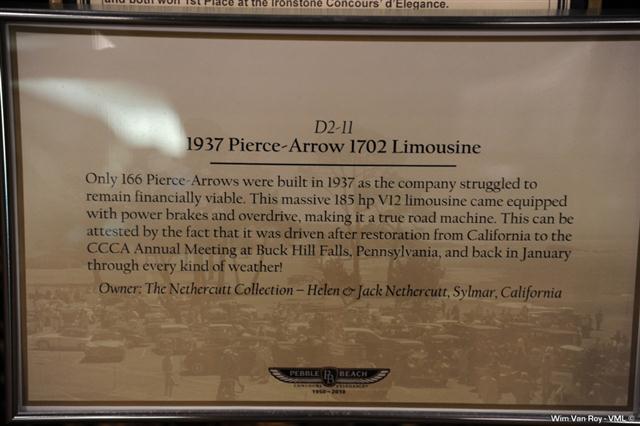 and both won 1st Place at the Ironstone Concours' d'Elegance.
D2-11
1937 Pierce-Arrow 1702 Limousine
Only 166 Pierce-Arrows were built in 1937 as the company struggled to
remain financially viable. This massive 185 hp V12 limousine came equipped
with power brakes and overdrive, making it a true road machine. This can be
attested by the fact that it was driven after restoration from California to the
CCCA Annual Meeting at Buck Hill Falls, Pennsylvania, and back in January
through every kind of weather!
Owner: The Nethercutt Collection – Helen & Jack Nethercutt, Sylmar, California
PEBBLE PB BEACH
CONCOURS D'ELEGANCE
1950-2010
Wim Van Roy - VML ©